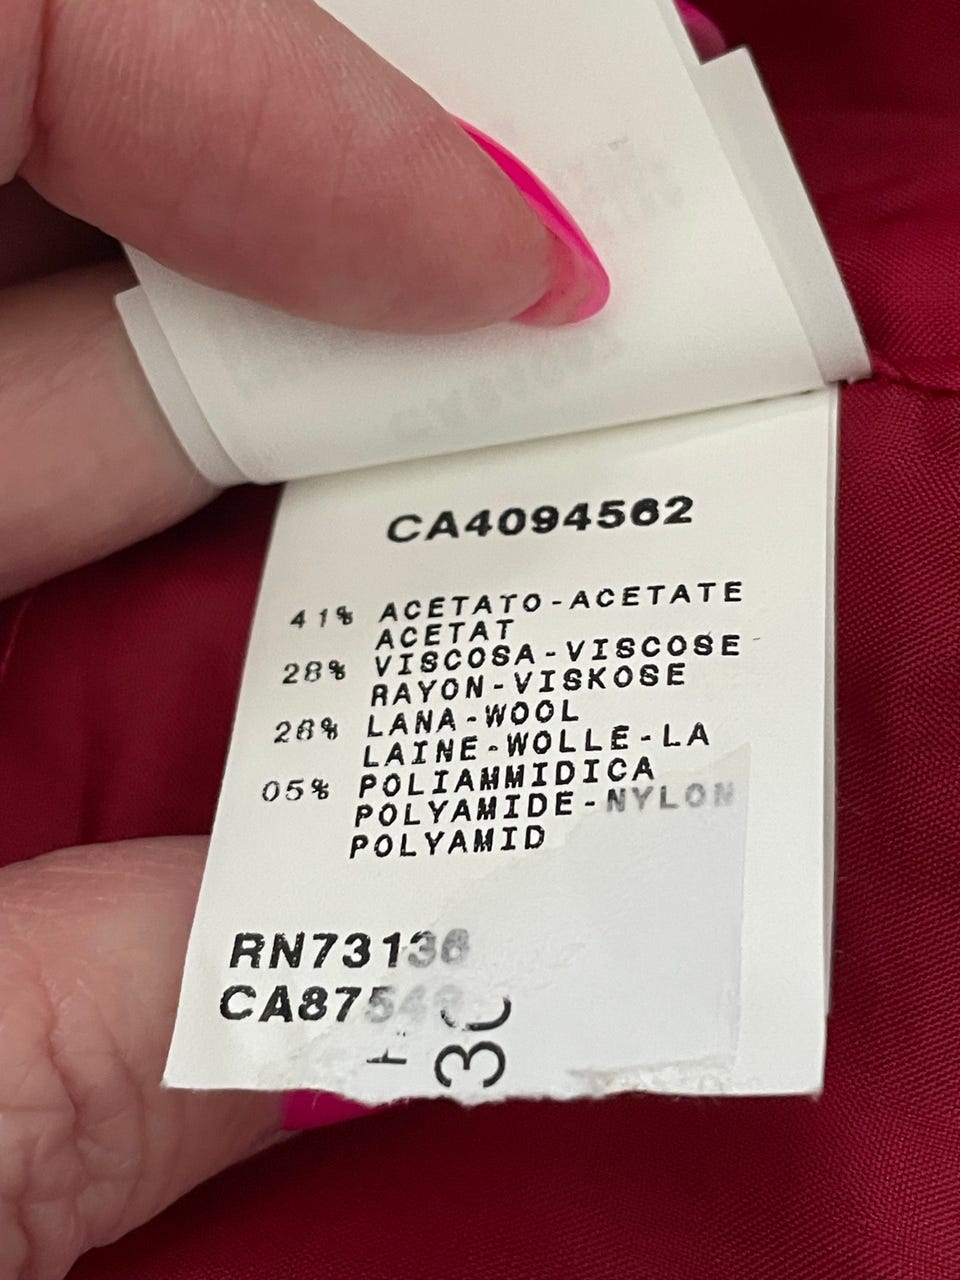 CA4094562
41% ACETATO-ACETATE
ACETAT
28% VISCOSA-VISCOSE
RAYON-VISKOSE
26% LANA-WOOL
LAINE-WOLLE-LA
05% POLIAMMIDICA
POLYAMIDE-NYLON
POLYAMID
RN73136